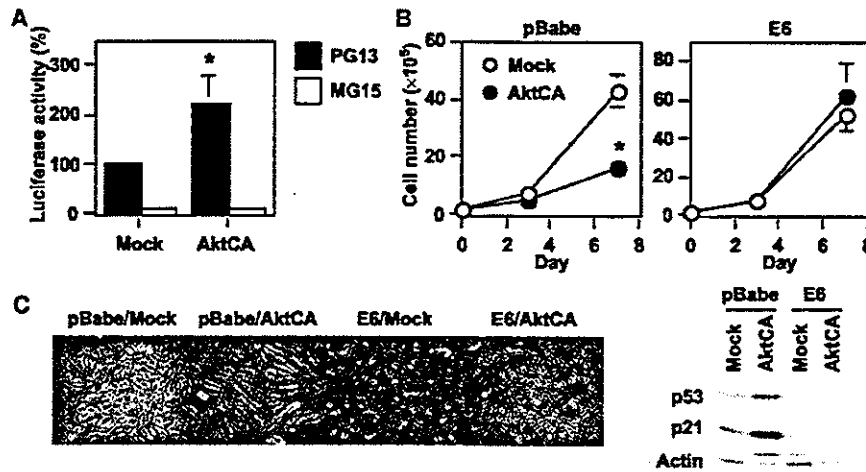 A
Luciferase activity (%)
300
200
100
0
Mock
AktCA
*
PG13
MG15
B
pBabe
Cell number (×10⁵)
60
40
20
0
Mock
AktCA
*
0 2 4 6 8
Day
E6
80
60
40
20
0
0 2 4 6 8
Day
C
pBabe/Mock pBabe/AktCA E6/Mock E6/AktCA
pBabe E6
Mock AktCA Mock AktCA
p53
p21
Actin